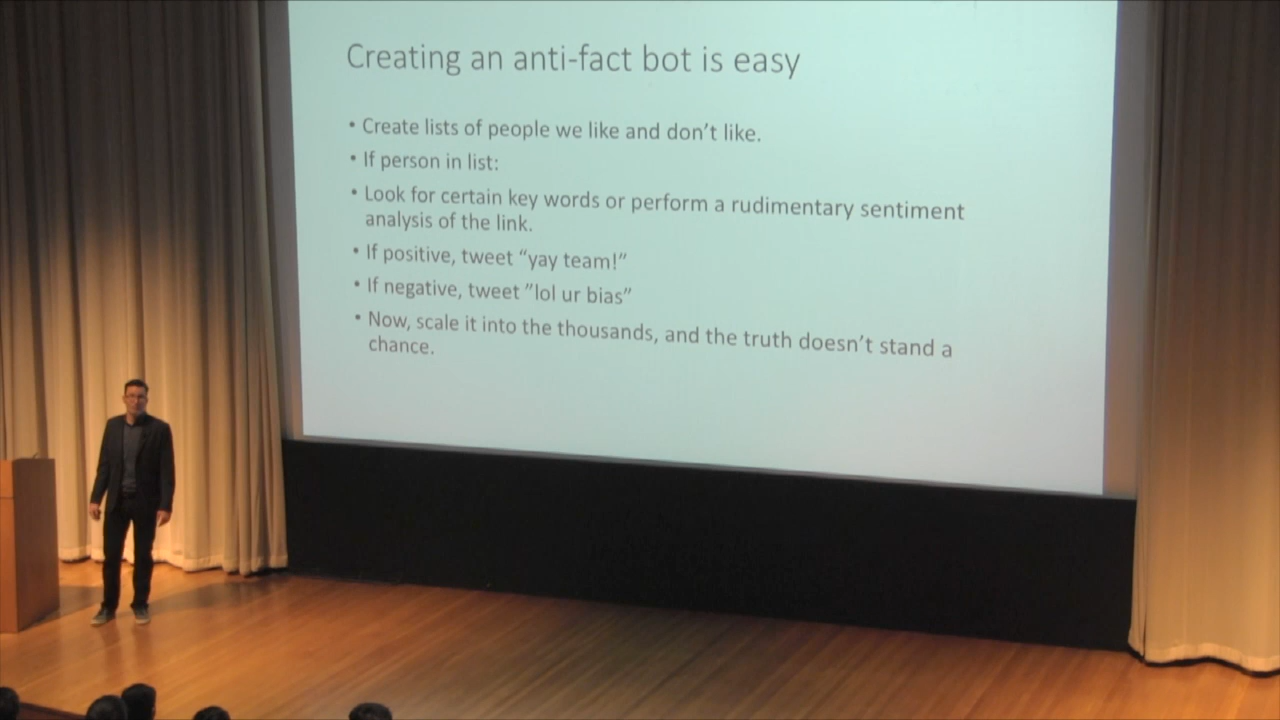 Creating an anti-fact bot is easy
• Create lists of people we like and don't like.
• If person in list:
• Look for certain key words or perform a rudimentary sentiment
analysis of the link.
• If positive, tweet “yay team!”
• If negative, tweet ”lol ur bias”
• Now, scale it into the thousands, and the truth doesn't stand a
chance.